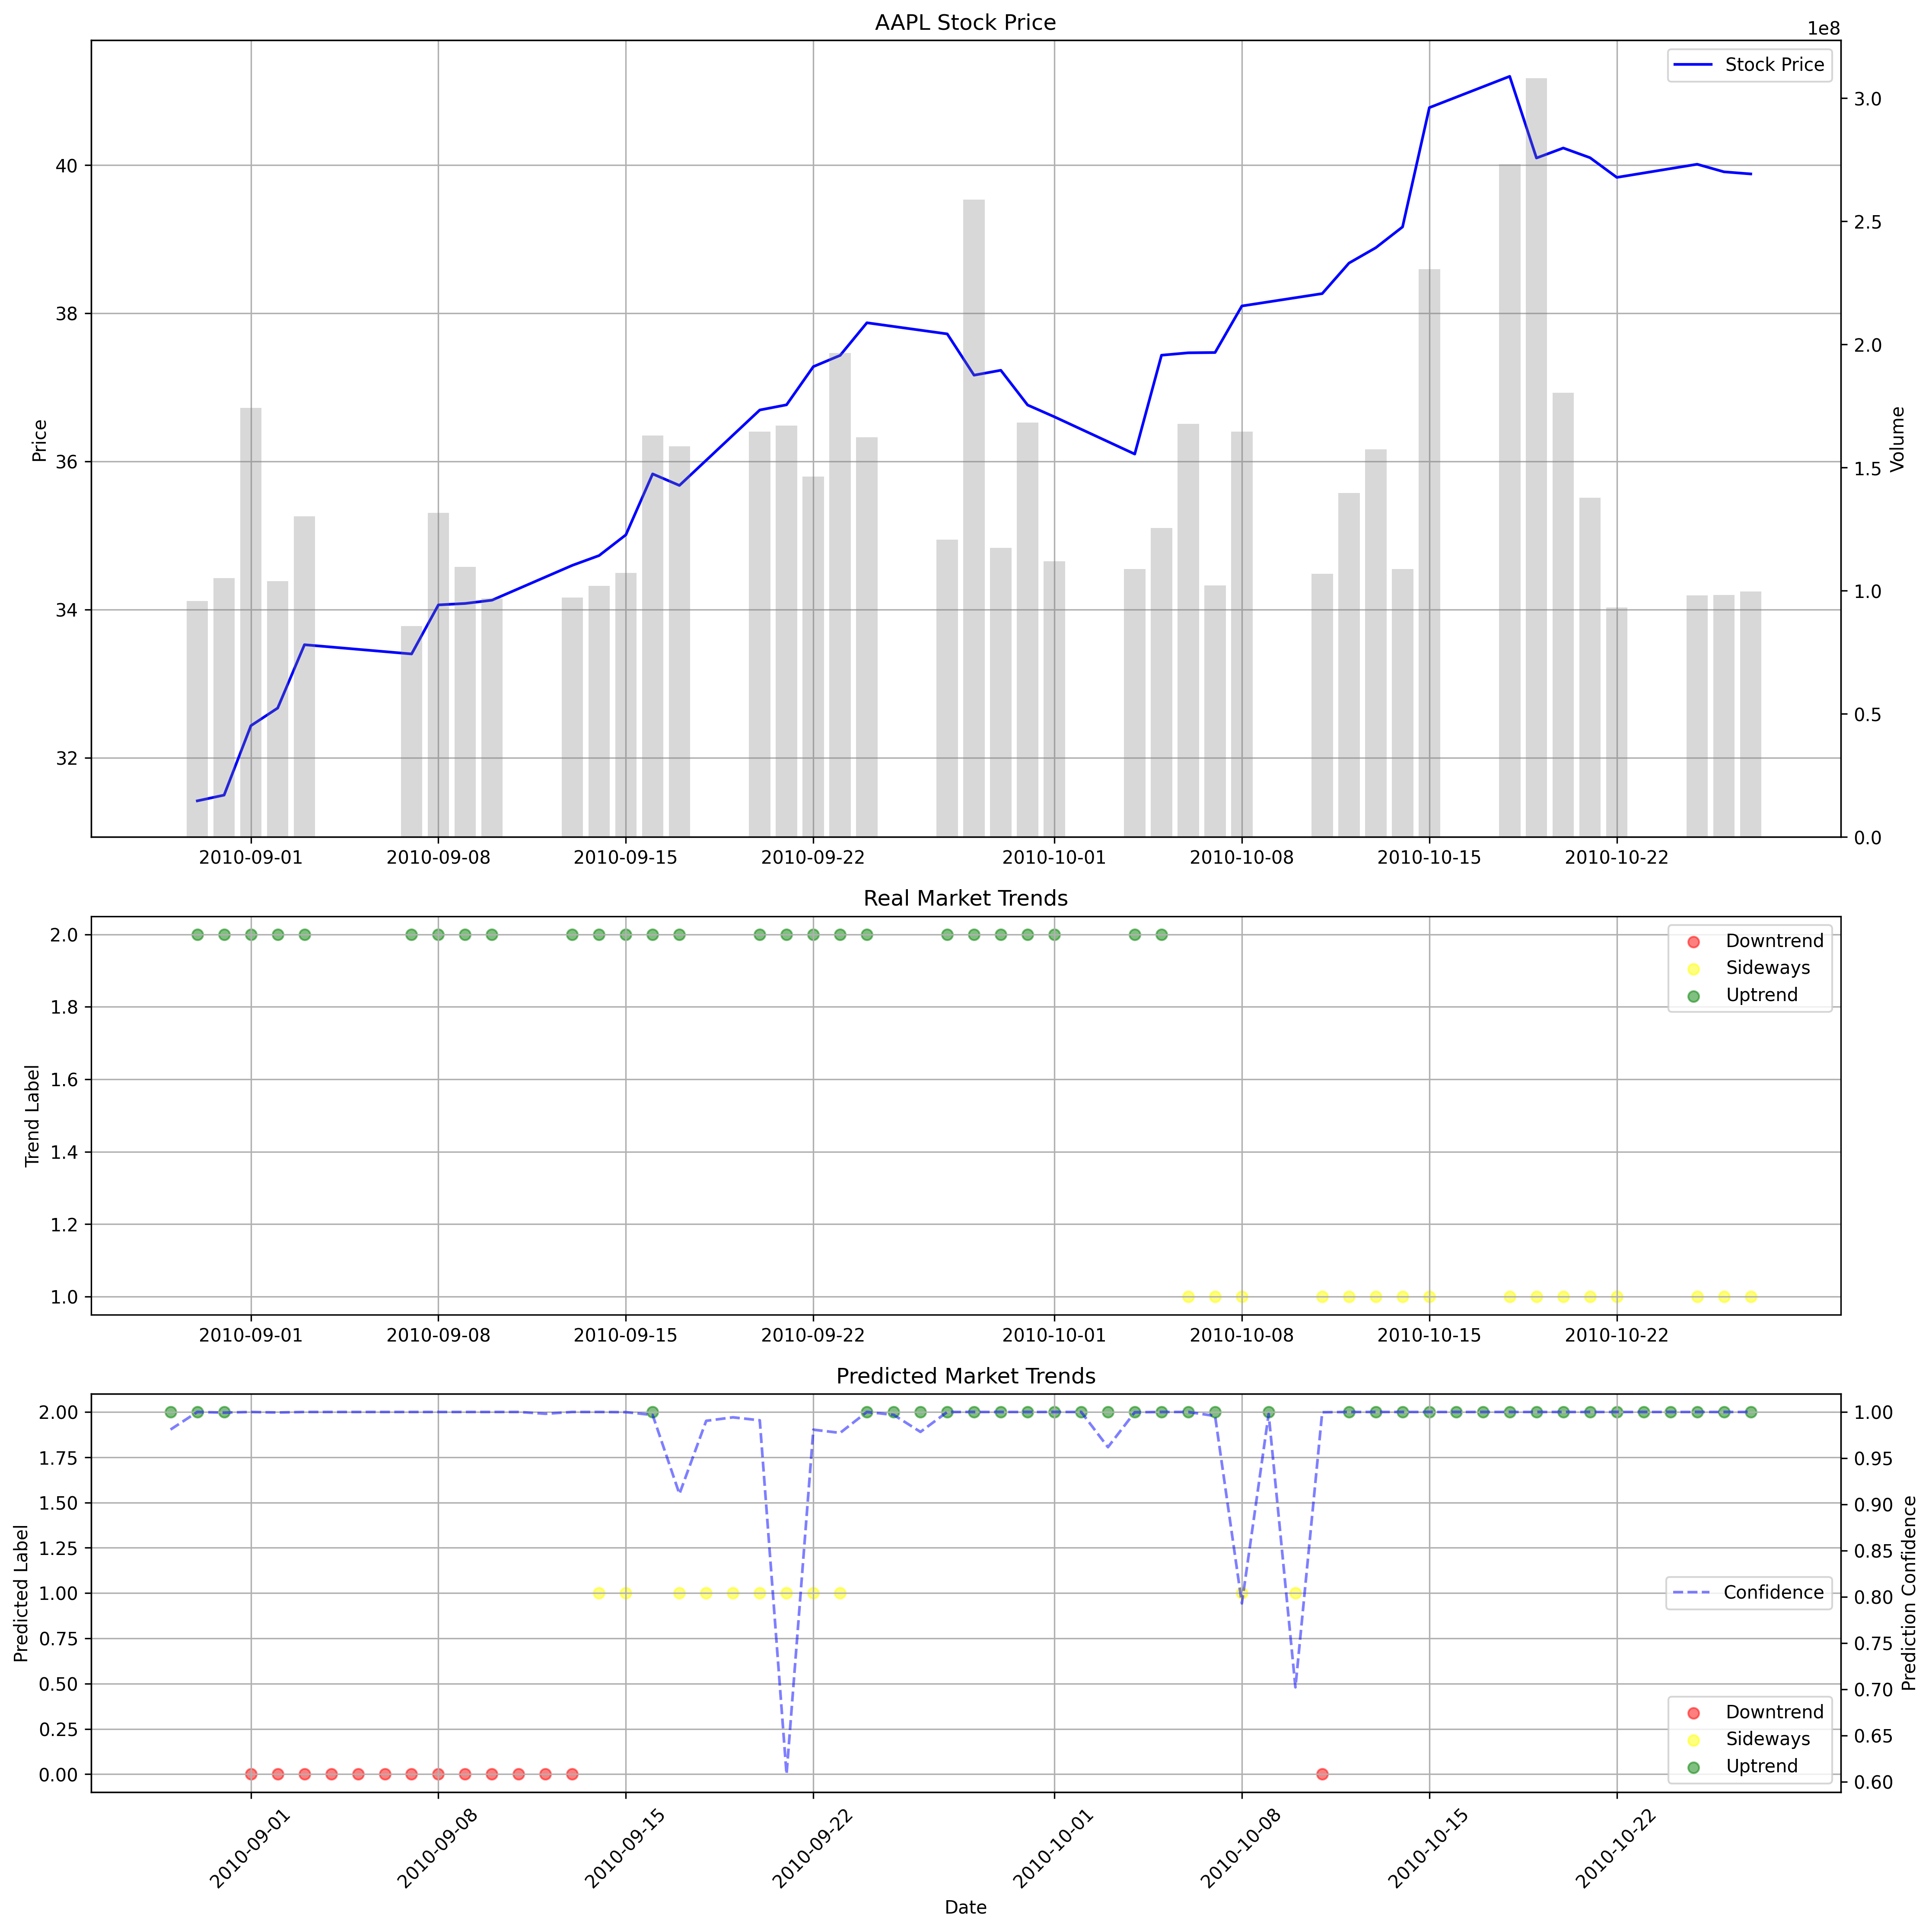 AAPL Stock Price
1e8
Stock Price
40
38
36
34
32
Price
3.0
2.5
2.0
1.5
1.0
0.5
0.0
Volume
2010-09-01 2010-09-08 2010-09-15 2010-09-22 2010-10-01 2010-10-08 2010-10-15 2010-10-22
Real Market Trends
2.0
1.8
1.6
1.4
1.2
1.0
Trend Label
Downtrend
Sideways
Uptrend
2010-09-01 2010-09-08 2010-09-15 2010-09-22 2010-10-01 2010-10-08 2010-10-15 2010-10-22
Predicted Market Trends
2.00
1.75
1.50
1.25
1.00
0.75
0.50
0.25
0.00
Predicted Label
1.00
0.95
0.90
0.85
0.80
0.75
0.70
0.65
0.60
Prediction Confidence
Confidence
Downtrend
Sideways
Uptrend
2010-09-01 2010-09-08 2010-09-15 2010-09-22 2010-10-01 2010-10-08 2010-10-15 2010-10-22
Date